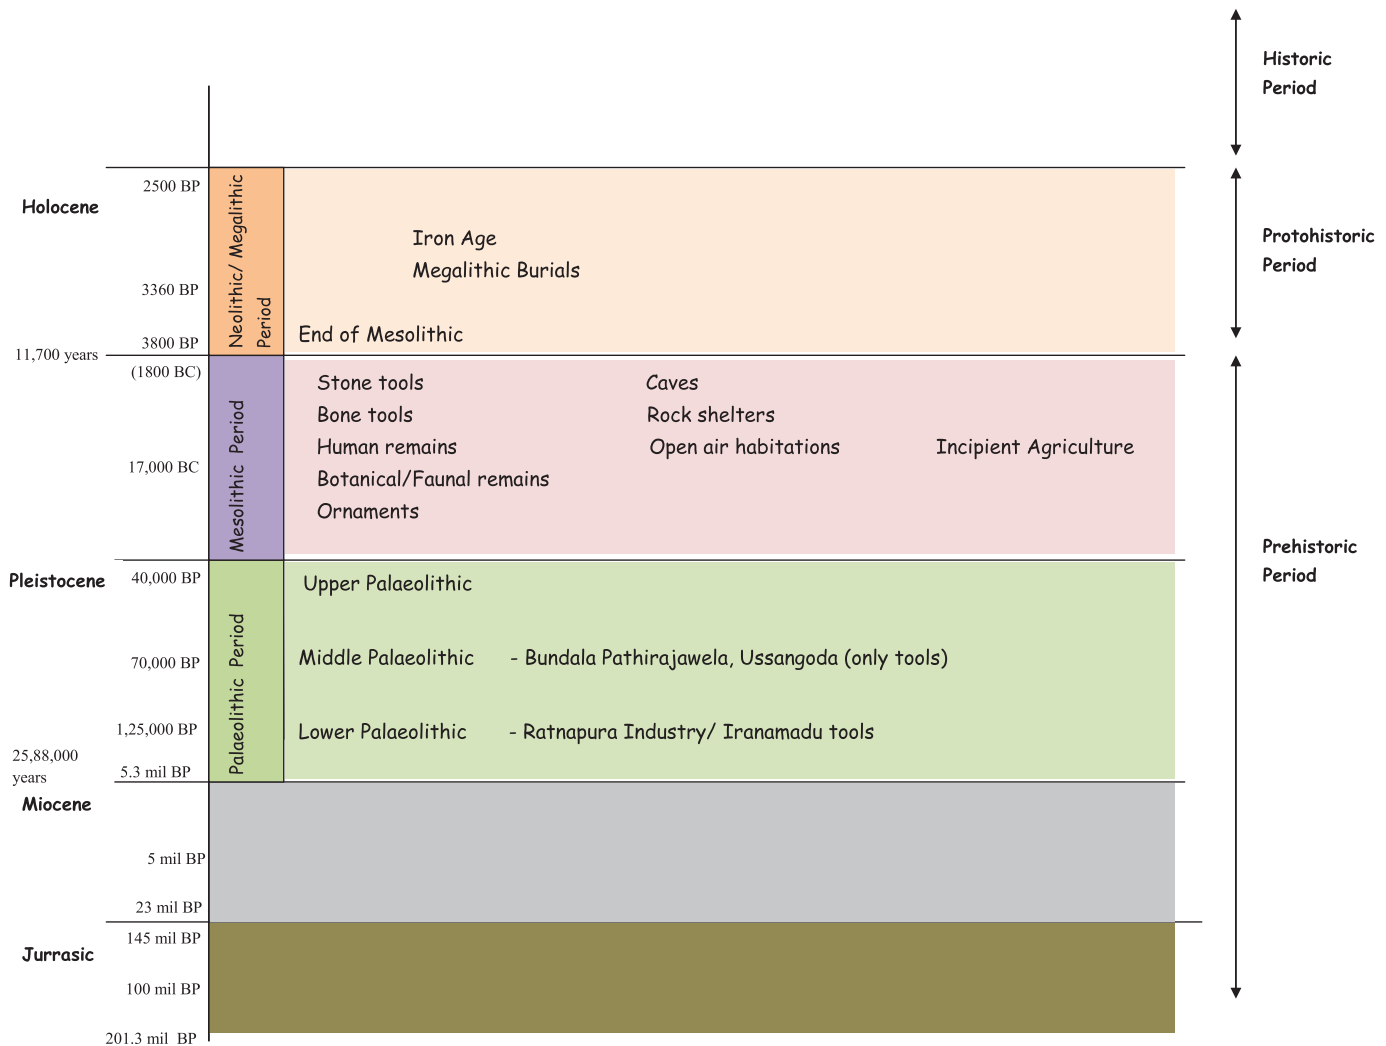 Historic
Period
2500 BP
Holocene
Neolithic/ Megalithic
Period
Iron Age
Megalithic Burials
Protohistoric
Period
3360 BP
3800 BP
End of Mesolithic
11,700 years
(1800 BC)
Mesolithic Period
Stone tools
Caves
Bone tools
Rock shelters
Human remains
Open air habitations
Incipient Agriculture
17,000 BC
Botanical/Faunal remains
Ornaments
Prehistoric
Period
Pleistocene
40,000 BP
Palaeolithic Period
Upper Palaeolithic
70,000 BP
Middle Palaeolithic - Bundala Pathirajawela, Ussangoda (only tools)
1,25,000 BP
Lower Palaeolithic - Ratnapura Industry/ Iranamadu tools
25,88,000
years
5.3 mil BP
Miocene
5 mil BP
23 mil BP
145 mil BP
Jurrasic
100 mil BP
201.3 mil BP